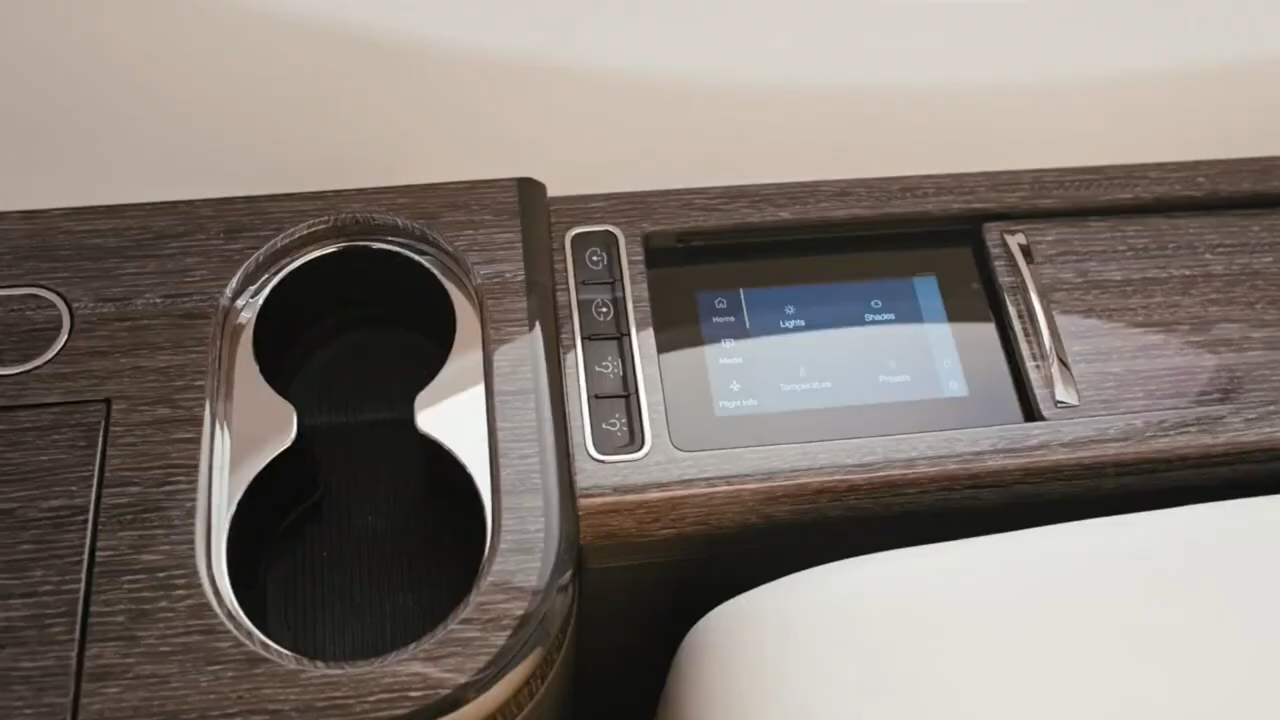 Home
Lights
Shades
Media
Temperature
Presets
Flight Info